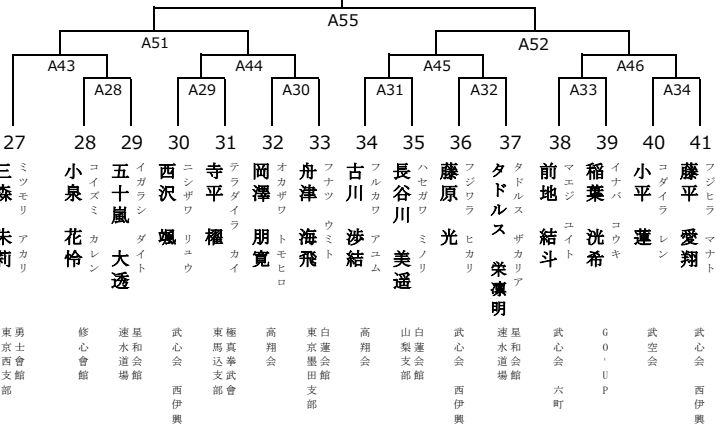 A55
A51
A52
A43
A44
A45
A46
A28
A29
A30
A31
A32
A33
A34
27
28
29
30
31
32
33
34
35
36
37
38
39
40
41
三森 朱莉
ミツモリ アカリ
勇士會館
東京西支部
小泉 花怜
コイズミ カレン
修心會館
五十嵐 大透
イガラシ ダイト
星和会館
速水道場
西沢 颯
ニシザワ リュウ
武心会 西伊興
寺平 櫂
テラダイラ カイ
極真拳武會
東馬込支部
岡澤 朋寛
オカザワ トモヒロ
高翔会
舟津 海飛
フナツ ウミト
白蓮会館
東京墨田支部
古川 渉結
フルカワ アユム
高翔会
長谷川 美遥
ハセガワ ミノリ
白蓮会館
山梨支部
藤原 光
フジワラ ヒカリ
武心会 西伊興
タドルス 栄凛明
タドルス ザカリア
星和会館
速水道場
前地 結斗
マエジ ユイト
武心会 六町
稲葉 洸希
イナバ コウキ
GO'UP
小平 蓮
コダイラ レン
武空会
藤平 愛翔
フジヒラ マナト
武心会 西伊興